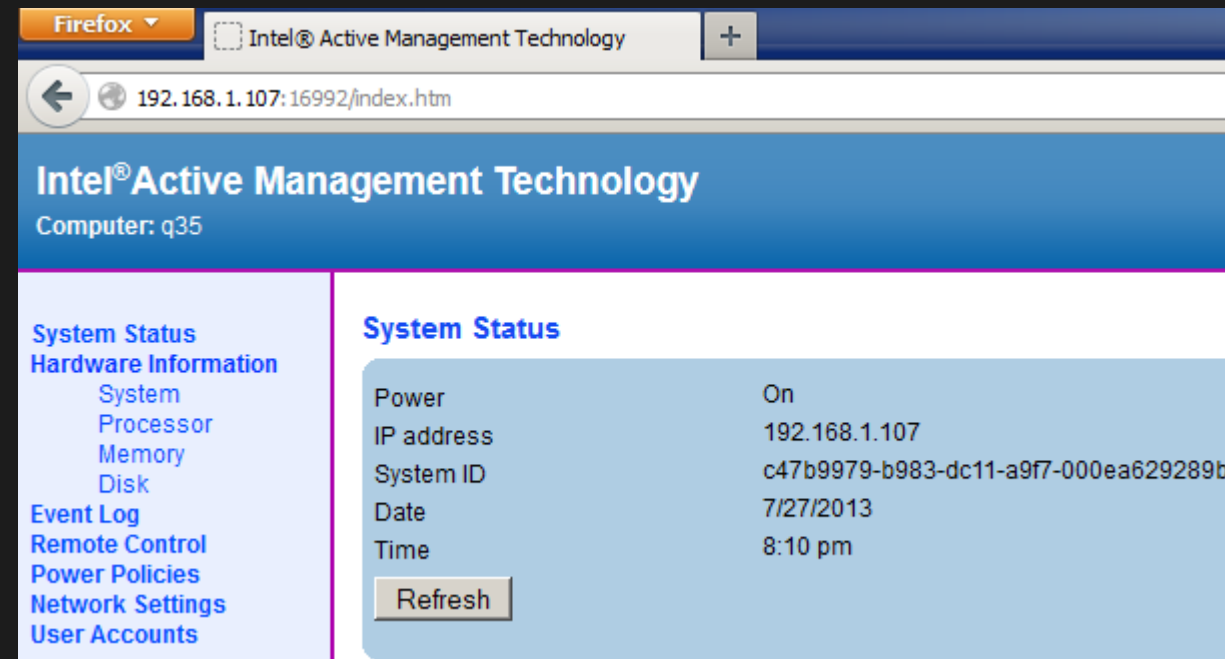 Firefox
Intel® Active Management Technology
+
192.168.1.107:16992/index.htm
Intel®Active Management Technology
Computer: q35
System Status
Hardware Information
System
Processor
Memory
Disk
Event Log
Remote Control
Power Policies
Network Settings
User Accounts
System Status
Power On
IP address 192.168.1.107
System ID c47b9979-b983-dc11-a9f7-000ea629289b
Date 7/27/2013
Time 8:10 pm
Refresh